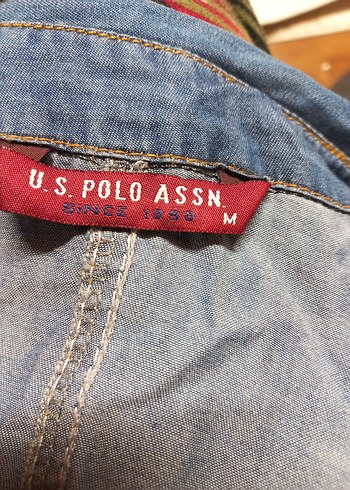 U.S. POLO ASSN.
SINCE 1890
M